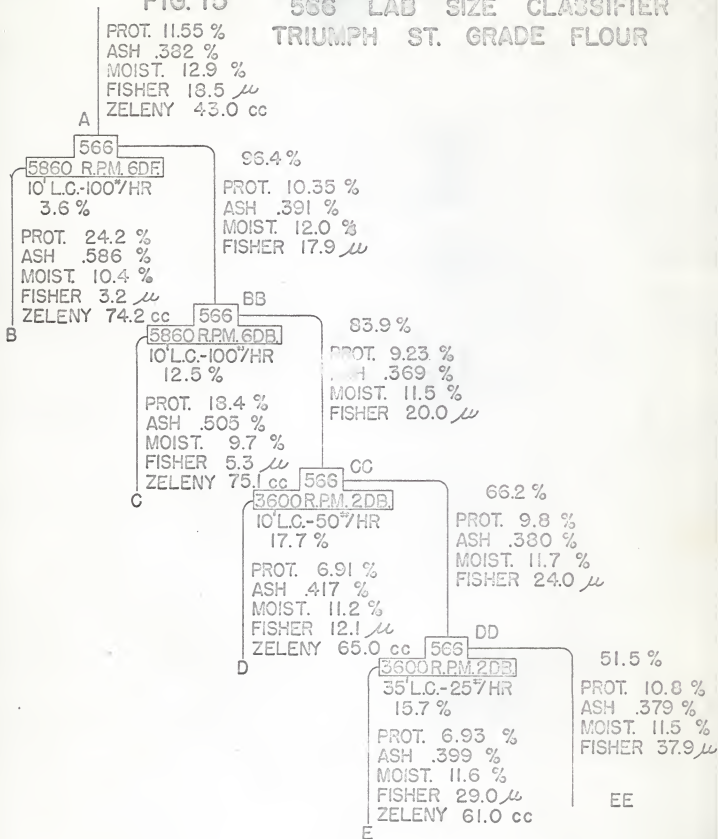 FIG. 15
566 LAB SIZE CLASSIFIER
TRIUMPH ST. GRADE FLOUR
PROT. 11.55 %
ASH .382 %
MOIST. 12.9 %
FISHER 18.5 μ
ZELENY 43.0 cc
A
566
5860 R.P.M. 6DF.
10' L.C.-100#/HR
3.6 %
PROT. 24.2 %
ASH .586 %
MOIST. 10.4 %
FISHER 3.2 μ
ZELENY 74.2 cc
B
96.4 %
PROT. 10.35 %
ASH .391 %
MOIST. 12.0 %
FISHER 17.9 μ
BB
566
5860 R.P.M. 6DB.
10' L.C.-100#/HR
12.5 %
PROT. 18.4 %
ASH .505 %
MOIST. 9.7 %
FISHER 5.3 μ
ZELENY 75.1 cc
C
83.9 %
PROT. 9.23 %
.369 %
MOIST. 11.5 %
FISHER 20.0 μ
CC
566
3600 R.P.M. 2DB.
10' L.C.-50#/HR
17.7 %
PROT. 6.91 %
ASH .417 %
MOIST. 11.2 %
FISHER 12.1 μ
ZELENY 65.0 cc
D
66.2 %
PROT. 9.8 %
ASH .380 %
MOIST. 11.7 %
FISHER 24.0 μ
DD
566
3600 R.P.M. 2DB.
35' L.C.-25#/HR
15.7 %
PROT. 6.93 %
ASH .399 %
MOIST. 11.6 %
FISHER 29.0 μ
ZELENY 61.0 cc
E
51.5 %
PROT. 10.8 %
ASH .379 %
MOIST. 11.5 %
FISHER 37.9 μ
EE